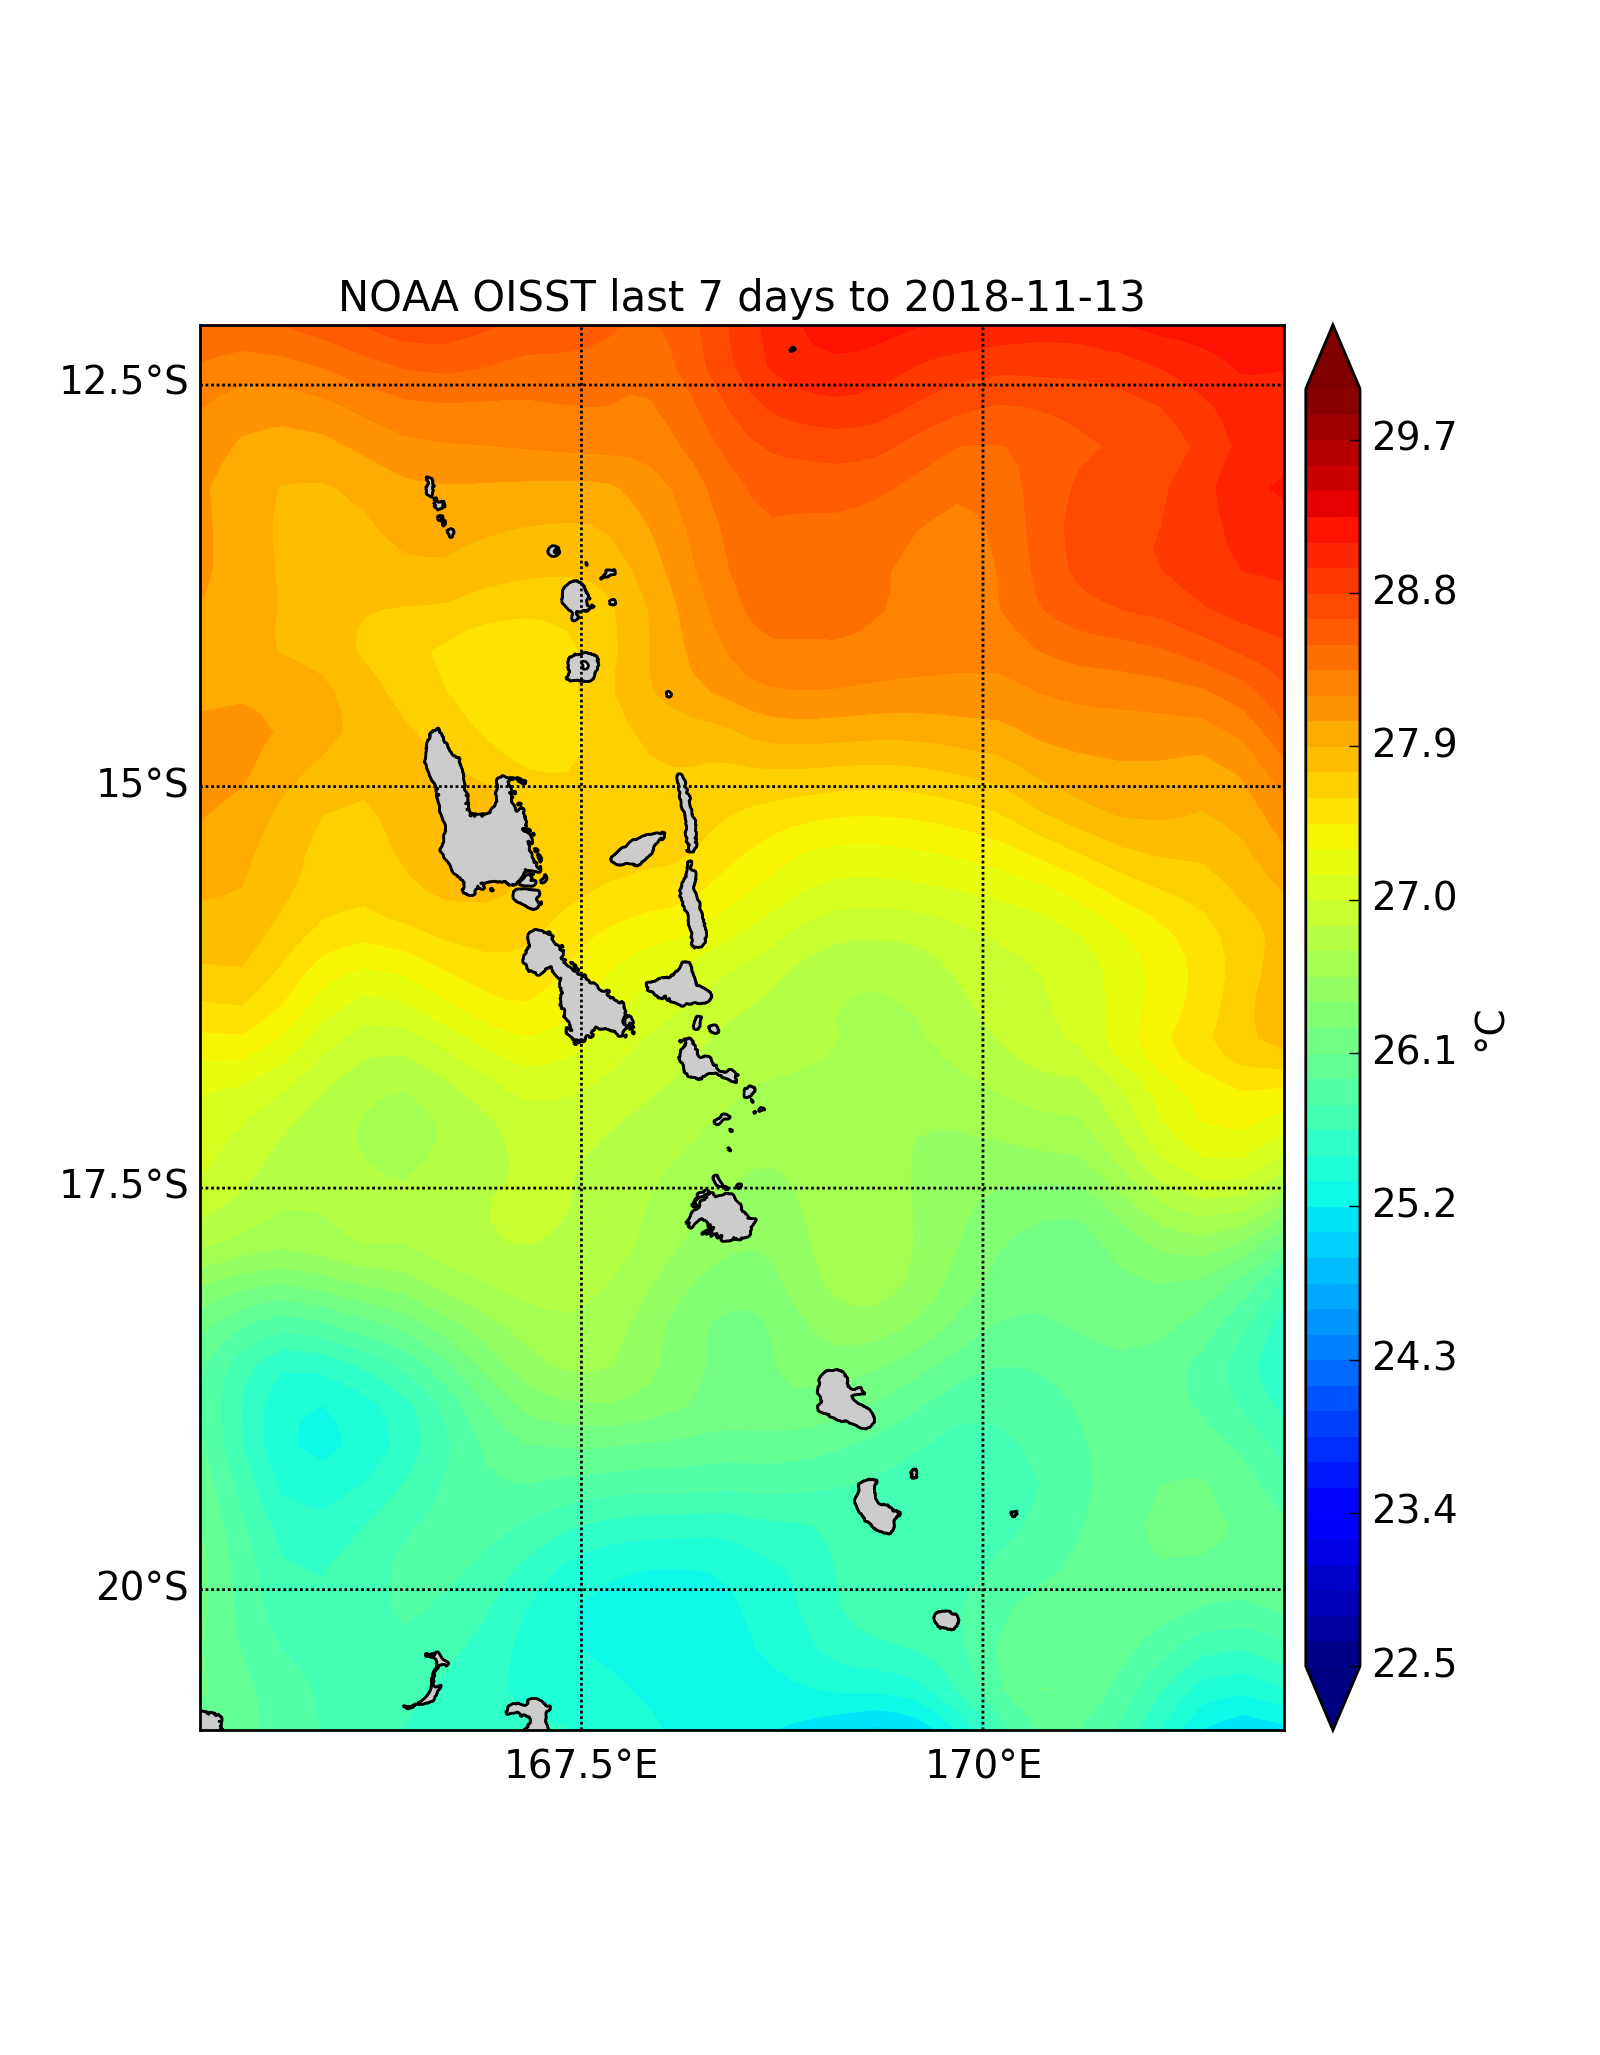 NOAA OISST last 7 days to 2018-11-13
12.5°S
15°S
17.5°S
20°S
167.5°E
170°E
29.7
28.8
27.9
27.0
26.1
25.2
24.3
23.4
22.5
°C